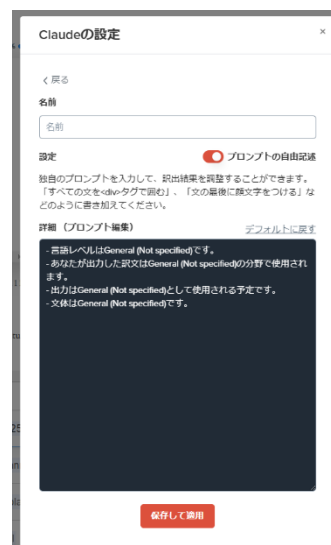 Claudeの設定
×
く戻る
名前
名前
設定
プロンプトの自由記述
独自のプロンプトを入力して、訳出結果を調整することができます。
「すべての文を<div>タグで囲む」、「文の最後に顔文字をつける」な
どのように書き加えてください。
詳細（プロンプト編集）
デフォルトに戻す
- 言語レベルはGeneral (Not specified)です。
- あなたが出力した訳文はGeneral (Not specified)の分野で使用され
ます。
- 出力はGeneral (Not specified)として使用される予定です。
- 文体はGeneral (Not specified)です。
保存して適用